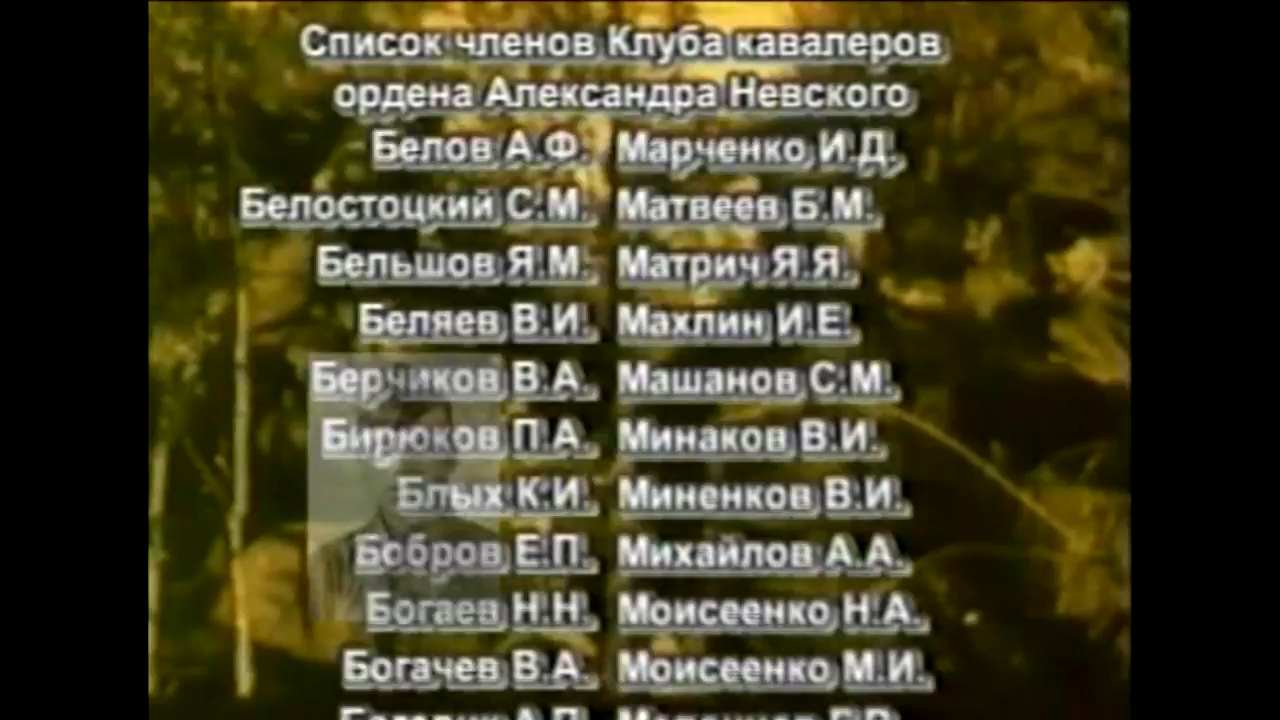 Список членов Клуба кавалеров
ордена Александра Невского
Белов А.Ф. Марченко И.Д.
Белостоцкий С.М. Матвеев Б.М.
Бельшов Я.М. Матрич Я.Я.
Беляев В.И. Махлин И.Е.
Берчиков В.А. Машанов С.М.
Бирюков П.А. Минаков В.И.
Блых К.И. Миненков В.И.
Бобров Е.П. Михайлов А.А.
Богаев Н.Н. Моисеенко Н.А.
Богачев В.А. Моисеенко М.И.